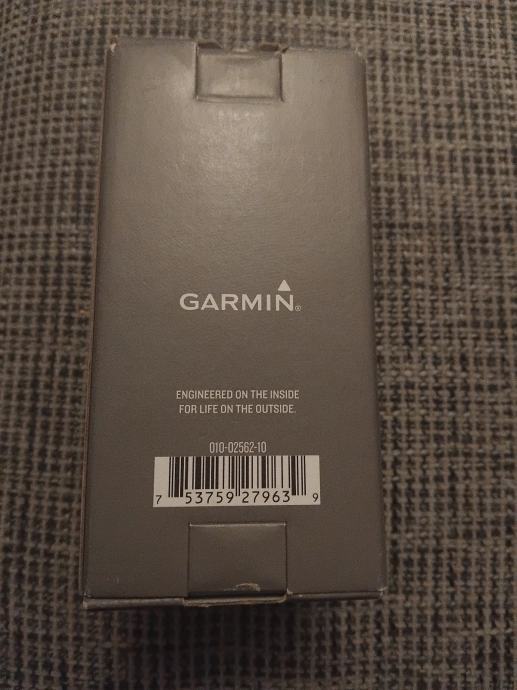 GARMIN®
ENGINEERED ON THE INSIDE
FOR LIFE ON THE OUTSIDE.
010-02562-10
7 53759 27963 9